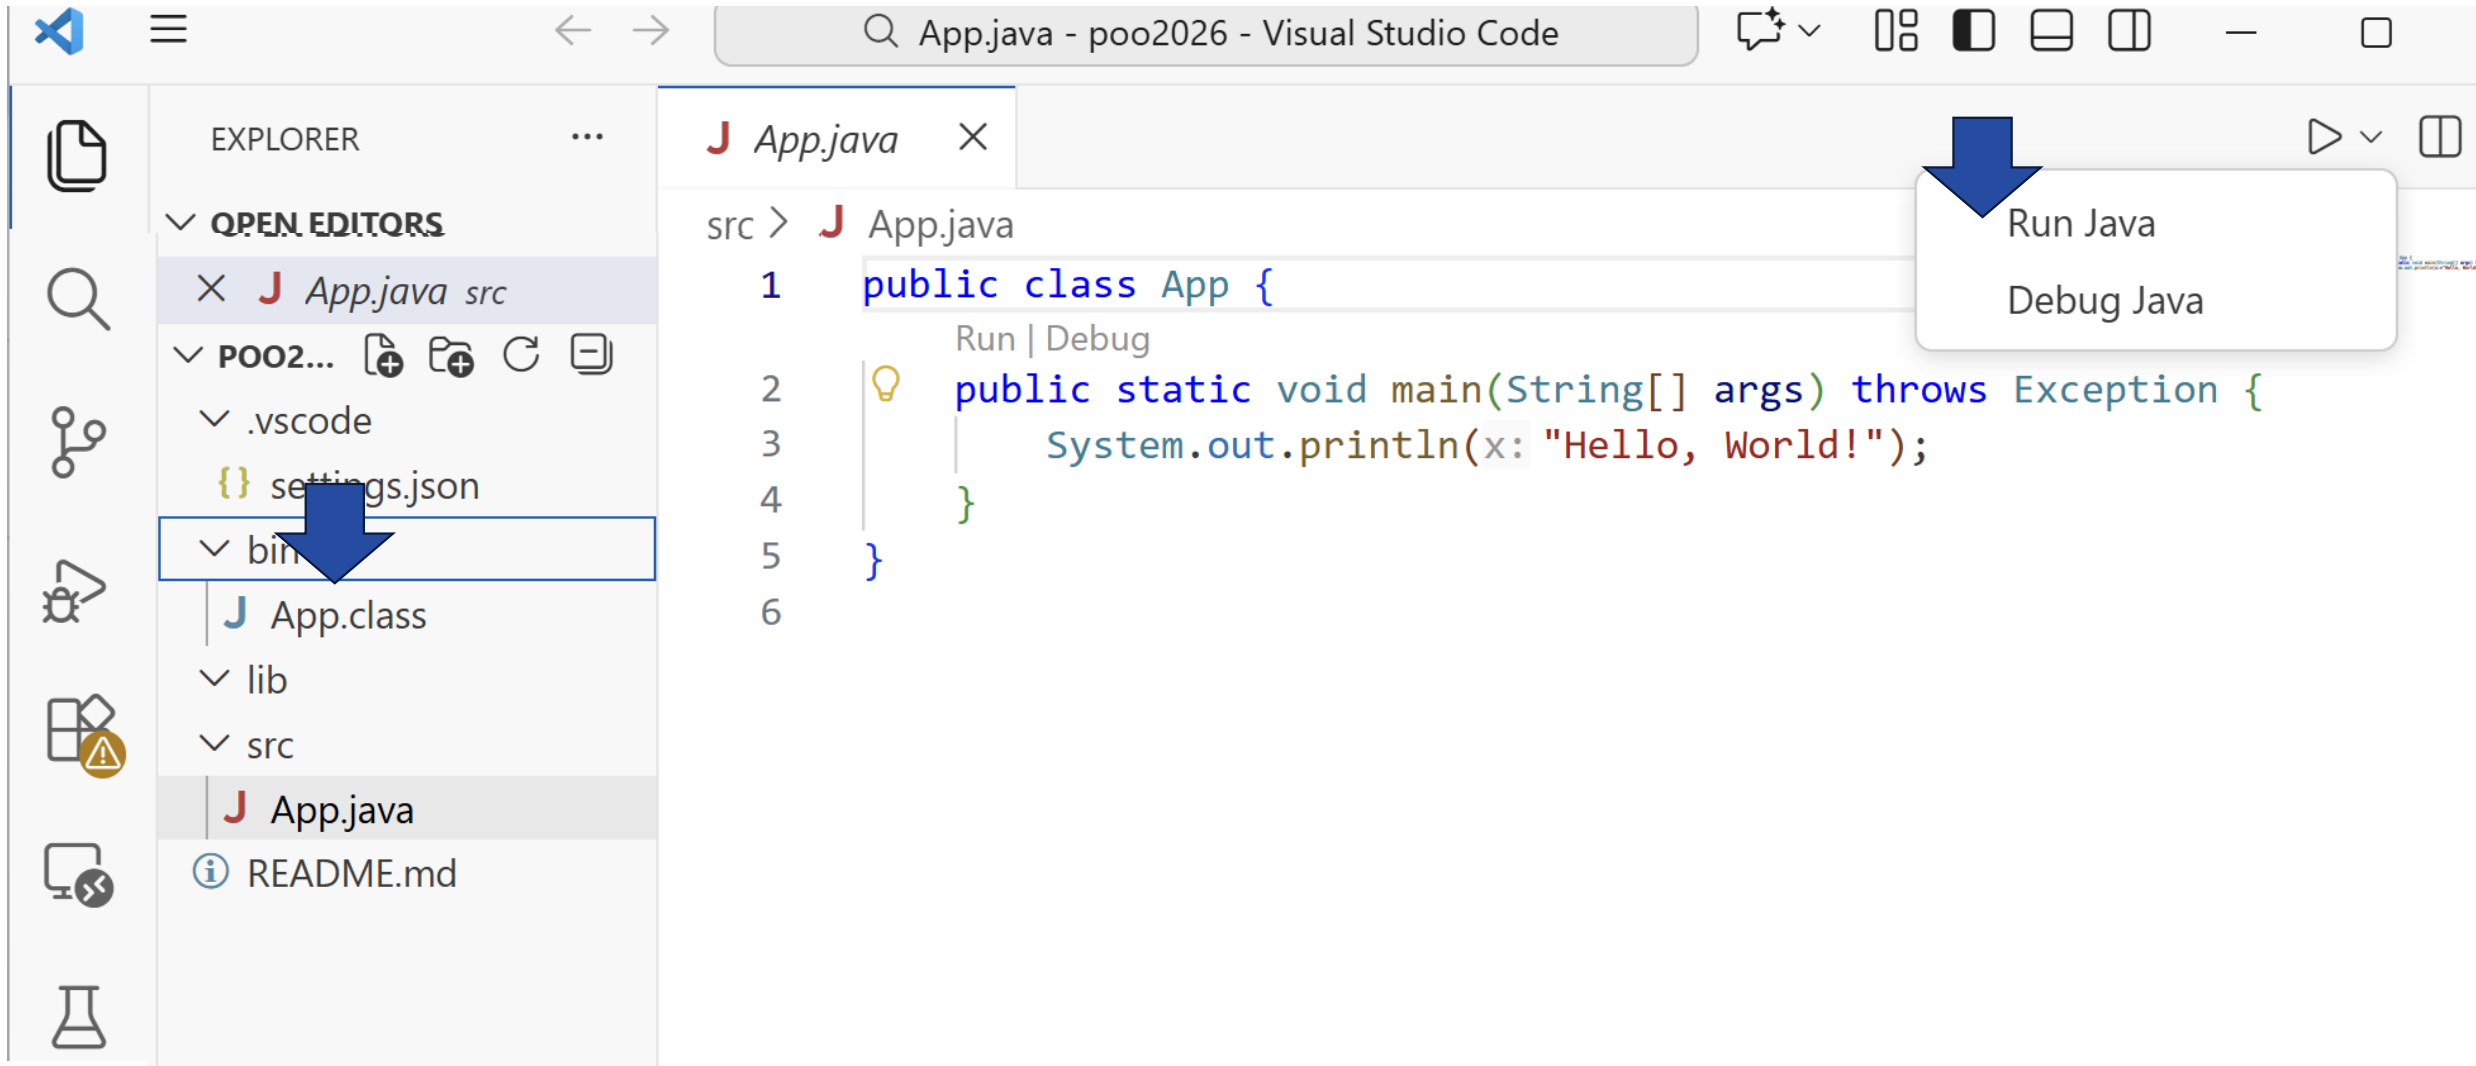 App.java - poo2026 - Visual Studio Code
EXPLORER
OPEN EDITORS
App.java src
POO2...
.vscode
{} settings.json
bin
J App.class
lib
src
J App.java
README.md
J App.java
src > J App.java
Run Java
Debug Java
1 public class App {
Run | Debug
2 public static void main(String[] args) throws Exception {
3 System.out.println(x: "Hello, World!");
4 }
5 }
6